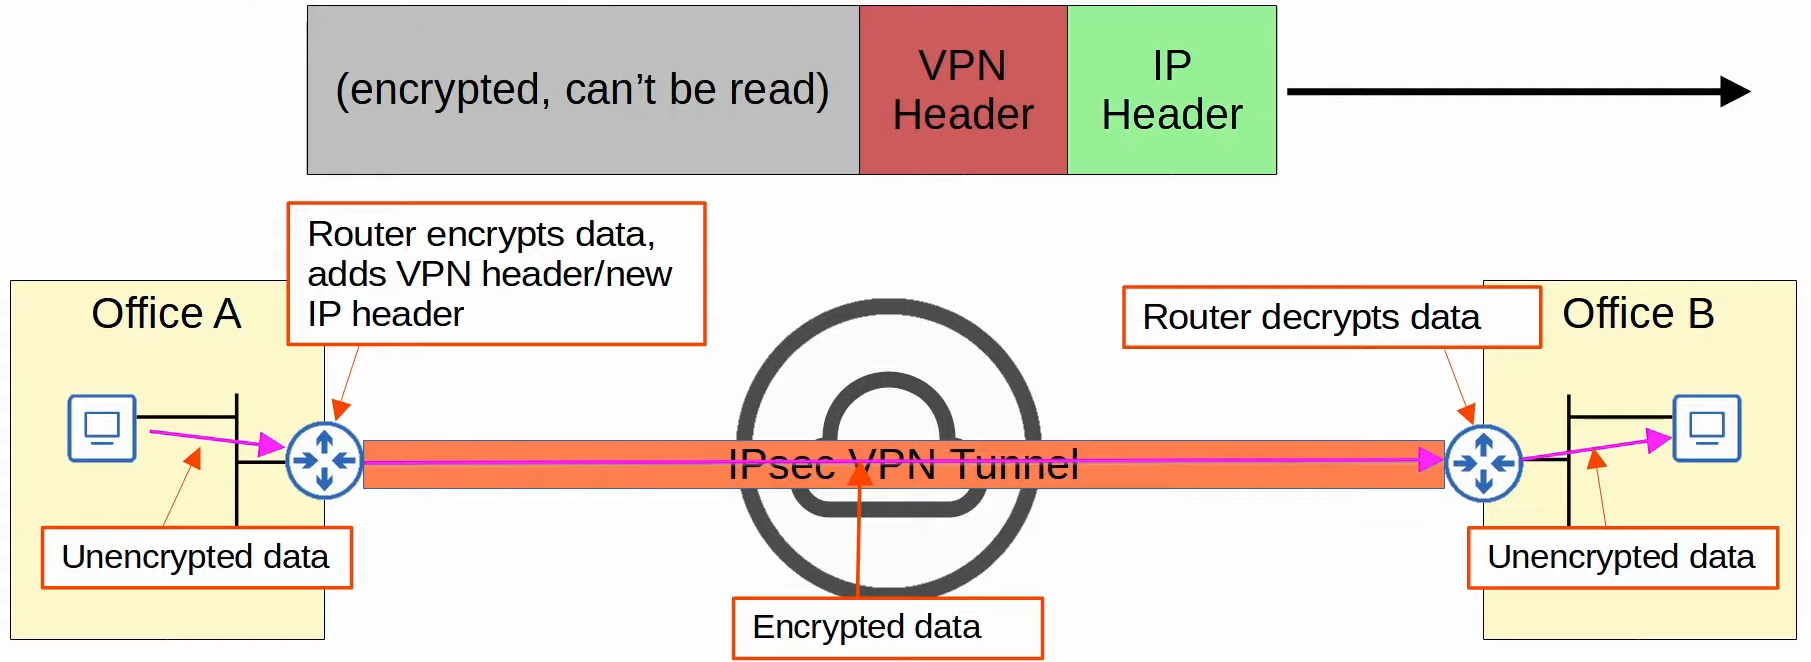 (encrypted, can’t be read)
VPN
Header
IP
Header
Router encrypts data,
adds VPN header/new
IP header
Router decrypts data
Office A
Office B
IPsec VPN Tunnel
Unencrypted data
Unencrypted data
Encrypted data